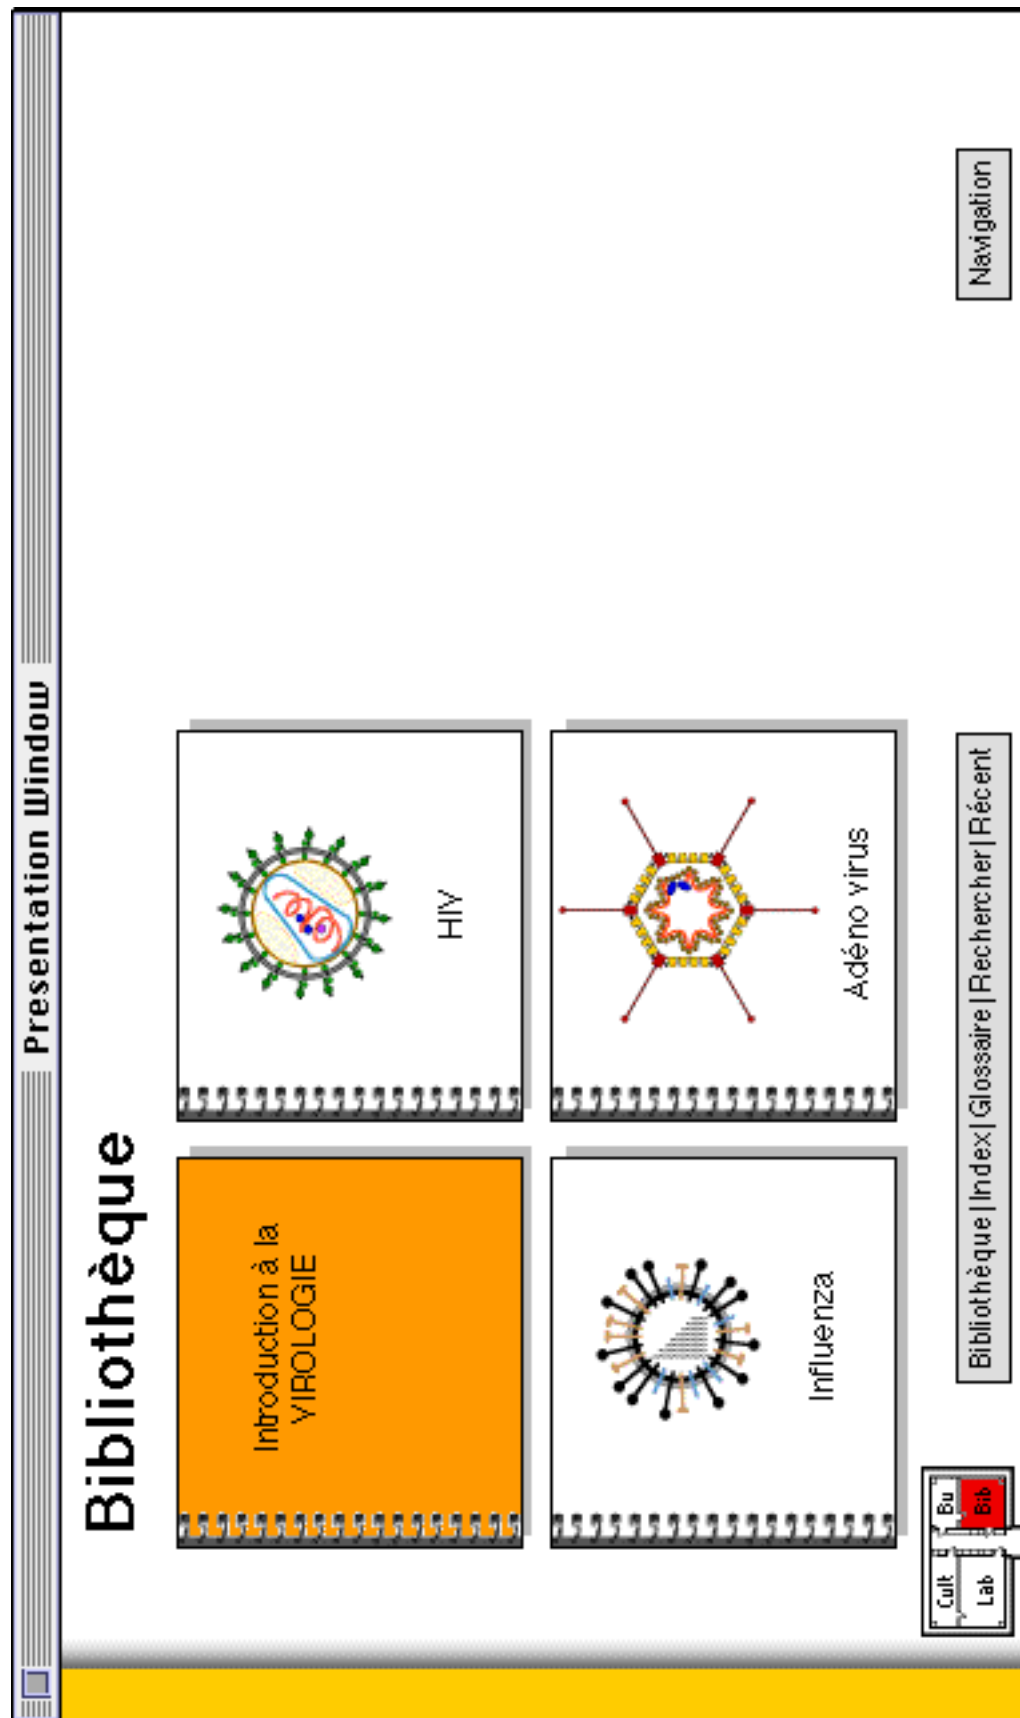 Presentation Window
Bibliothèque
Introduction à la
VIROLOGIE
HIV
Influenza
Adéno virus
Cult
Bu
Lab
Bib
Bibliothèque | Index | Glossaire | Rechercher | Récent
Navigation